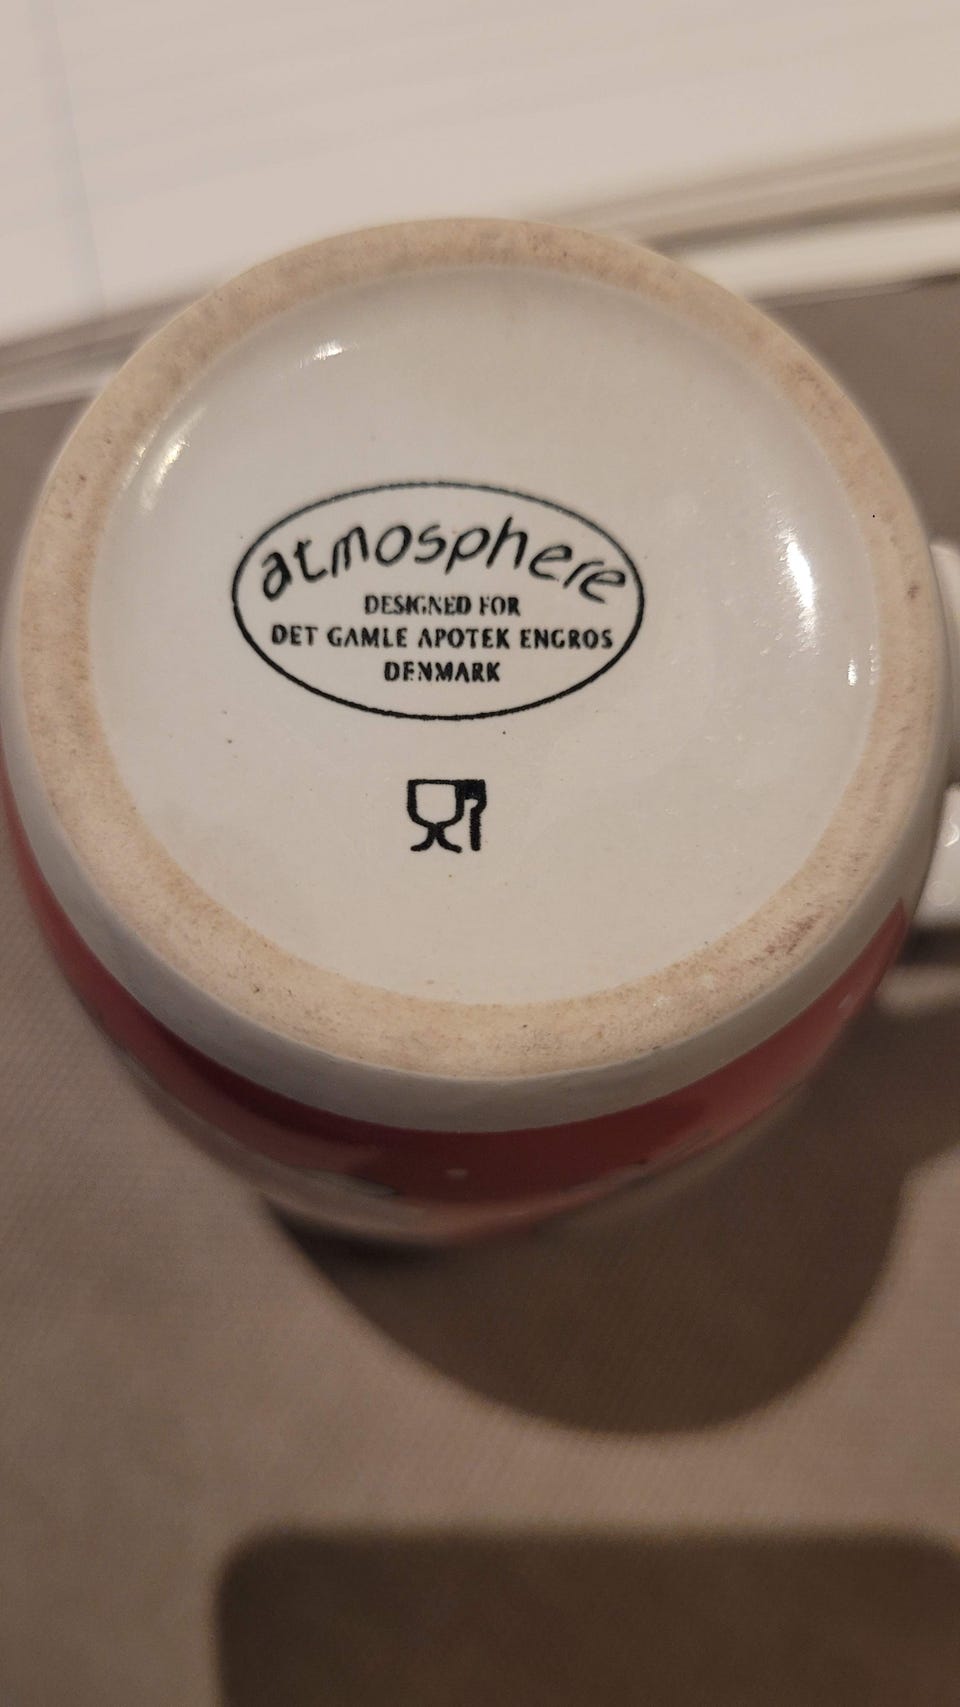 atmosphere
DESIGNED FOR
DET GAMLE APOTEK ENGROS
DENMARK